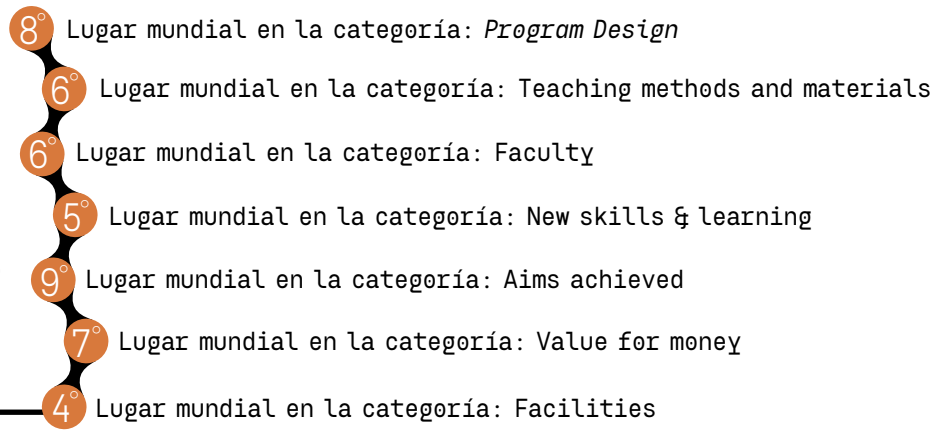 8° Lugar mundial en la categoría: Program Design
6° Lugar mundial en la categoría: Teaching methods and materials
6° Lugar mundial en la categoría: Faculty
5° Lugar mundial en la categoría: New skills & learning
9° Lugar mundial en la categoría: Aims achieved
7° Lugar mundial en la categoría: Value for money
4° Lugar mundial en la categoría: Facilities